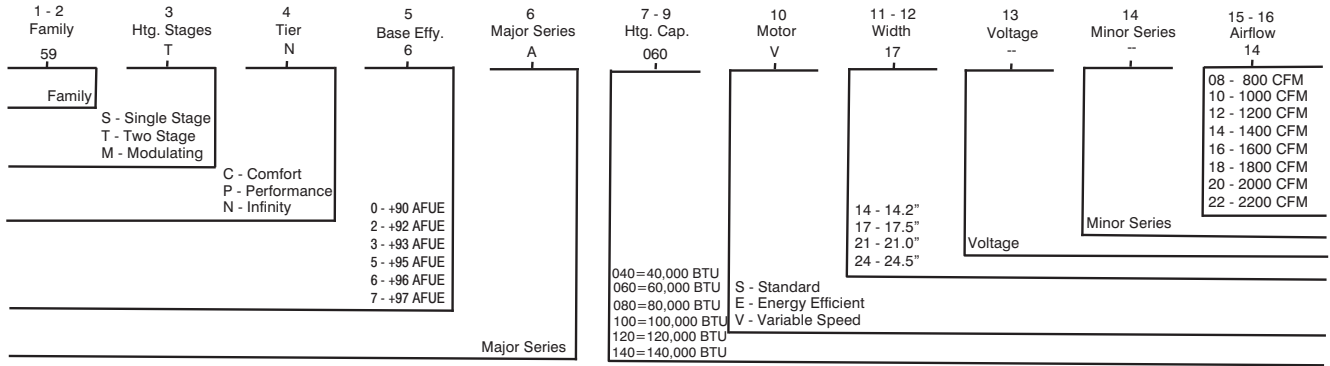 1 - 2
Family
59
3
Htg. Stages
T
4
Tier
N
5
Base Effy.
6
6
Major Series
A
7 - 9
Htg. Cap.
060
10
Motor
V
11 - 12
Width
17
13
Voltage
--
14
Minor Series
--
15 - 16
Airflow
14
Family
S - Single Stage
T - Two Stage
M - Modulating
C - Comfort
P - Performance
N - Infinity
0 - +90 AFUE
2 - +92 AFUE
3 - +93 AFUE
5 - +95 AFUE
6 - +96 AFUE
7 - +97 AFUE
Major Series
040=40,000 BTU
060=60,000 BTU
080=80,000 BTU
100=100,000 BTU
120=120,000 BTU
140=140,000 BTU
S - Standard
E - Energy Efficient
V - Variable Speed
14 - 14.2”
17 - 17.5”
21 - 21.0”
24 - 24.5”
Voltage
Minor Series
08 - 800 CFM
10 - 1000 CFM
12 - 1200 CFM
14 - 1400 CFM
16 - 1600 CFM
18 - 1800 CFM
20 - 2000 CFM
22 - 2200 CFM